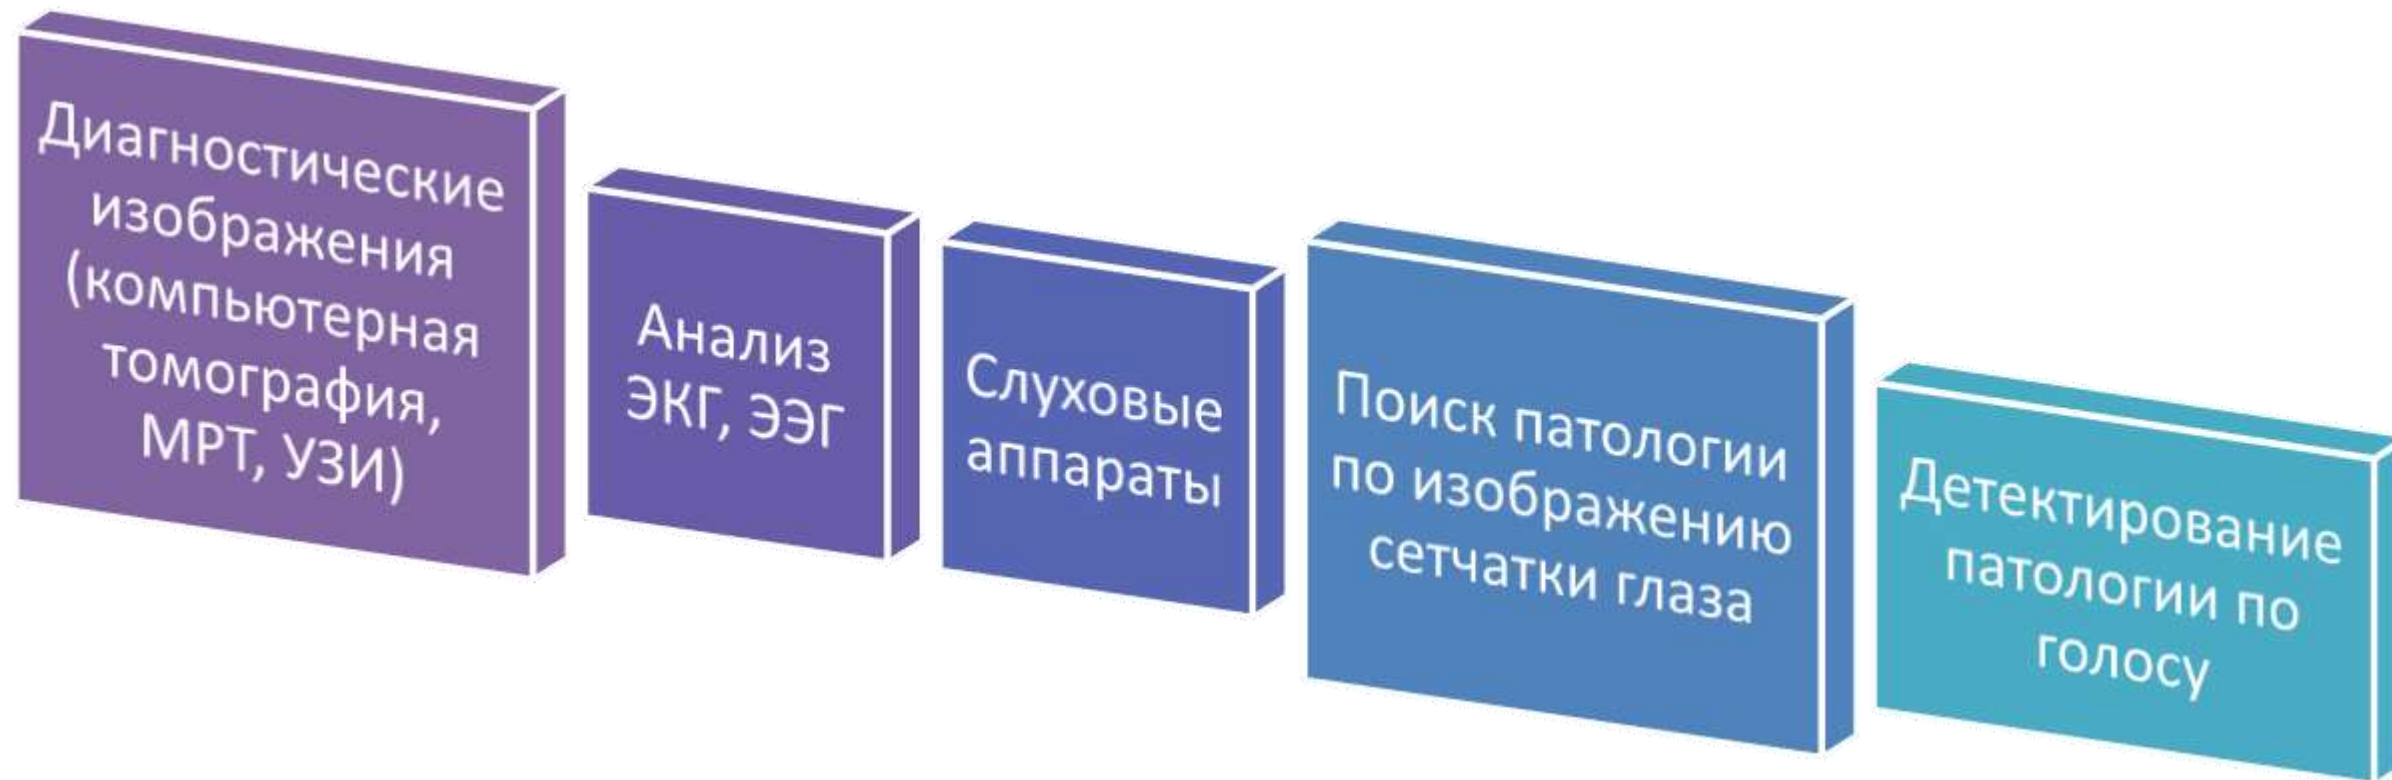 Диагностические
изображения
(компьютерная
томография,
МРТ, УЗИ)
Анализ
ЭКГ, ЭЭГ
Слуховые
аппараты
Поиск патологии
по изображению
сетчатки глаза
Детектирование
патологии по
голосу